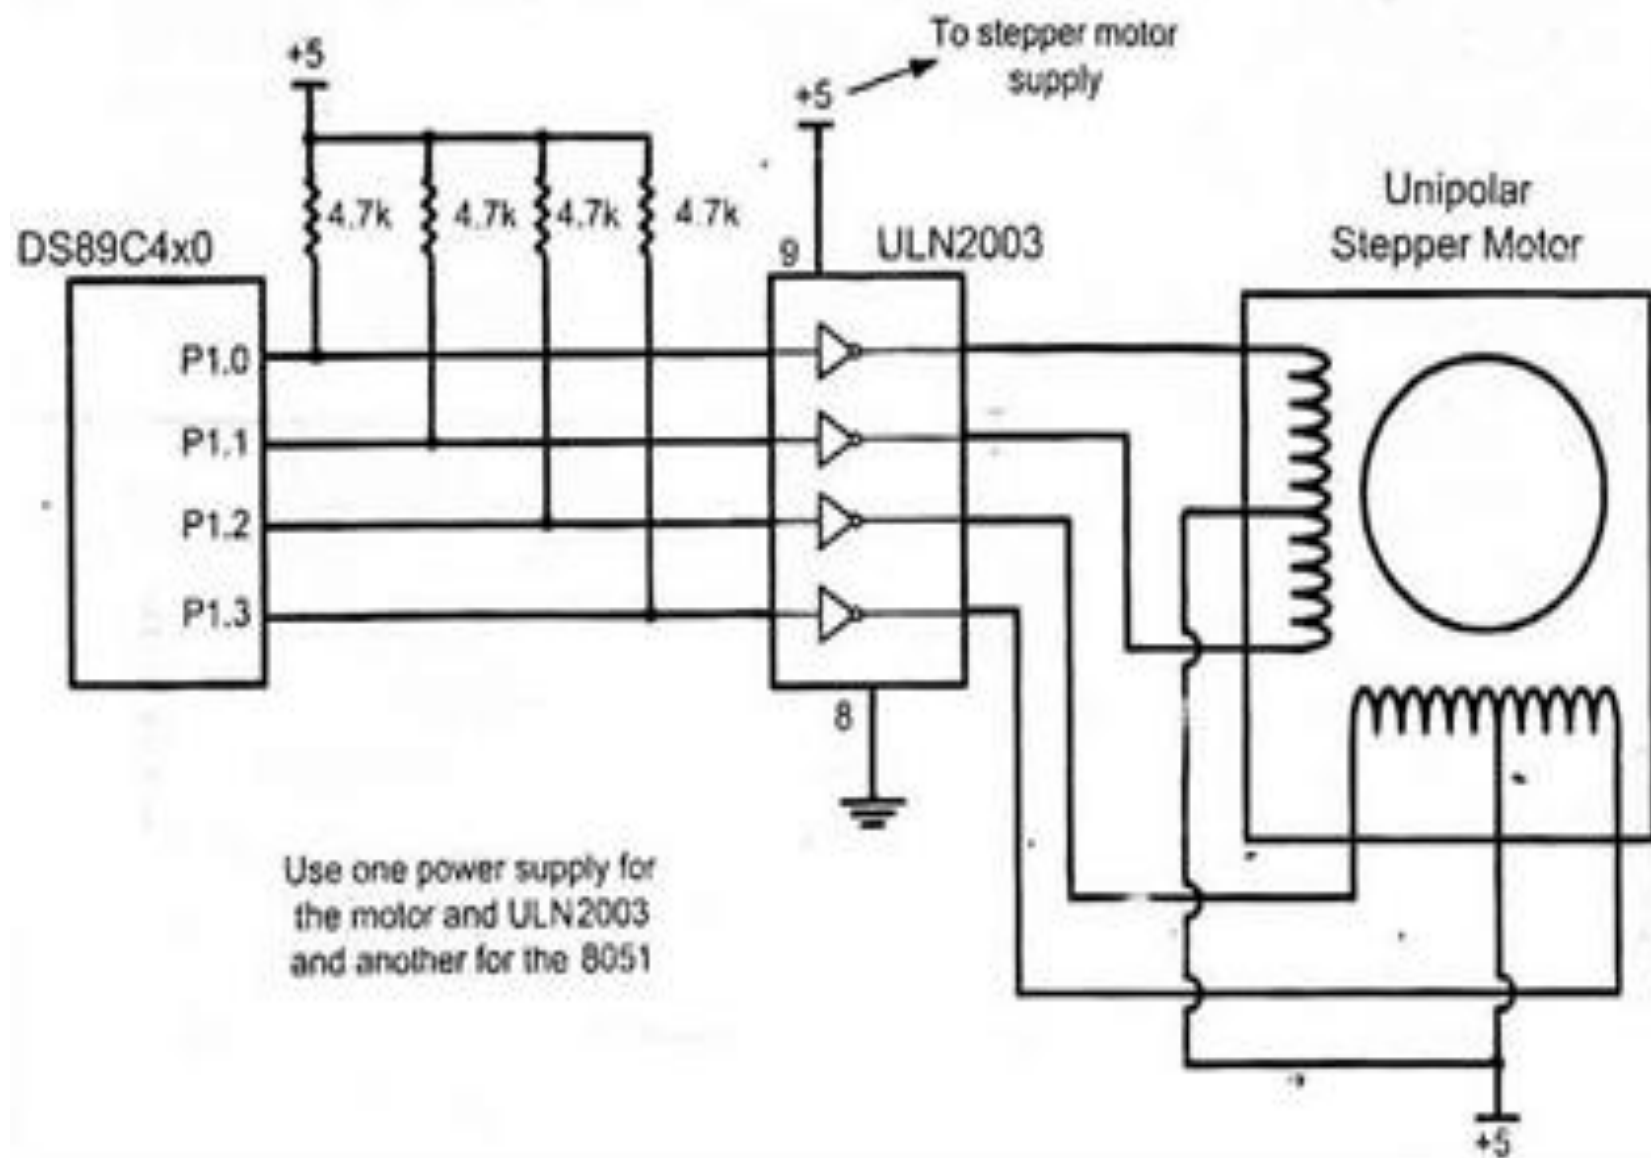 To stepper motor
supply
+5
+5
Unipolar
Stepper Motor
4.7k 4.7k 4.7k 4.7k
DS89C4x0
9
ULN2003
P1.0
P1.1
P1.2
P1.3
8
Use one power supply for
the motor and ULN2003
and another for the 8051
+5